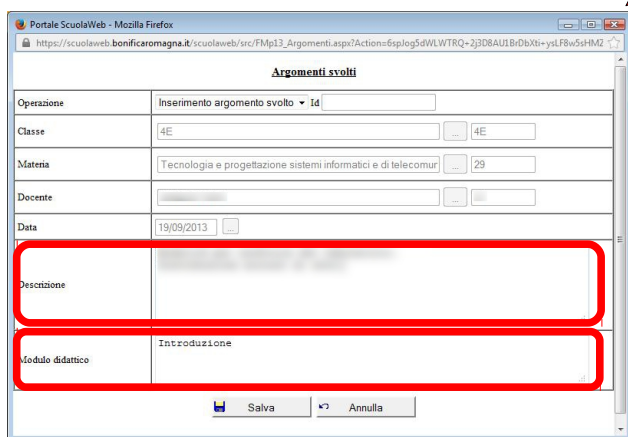 Portale ScuolaWeb - Mozilla Firefox
https://scuolaweb.bonificaromagna.it/scuolaweb/src/FMp13_Argomenti.aspx?Action=6spJog5dWLWTRQ+2j3D8AU1BrDbXti+ysLF8w5sHM2
Argomenti svolti
Operazione Inserimento argomento svolto Id
Classe 4E ... 4E
Materia Tecnologia e progettazione sistemi informatici e di telecomur ... 29
Docente ...
Data 19/09/2013 ...
Descrizione
Modulo didattico Introduzione
Salva Annulla